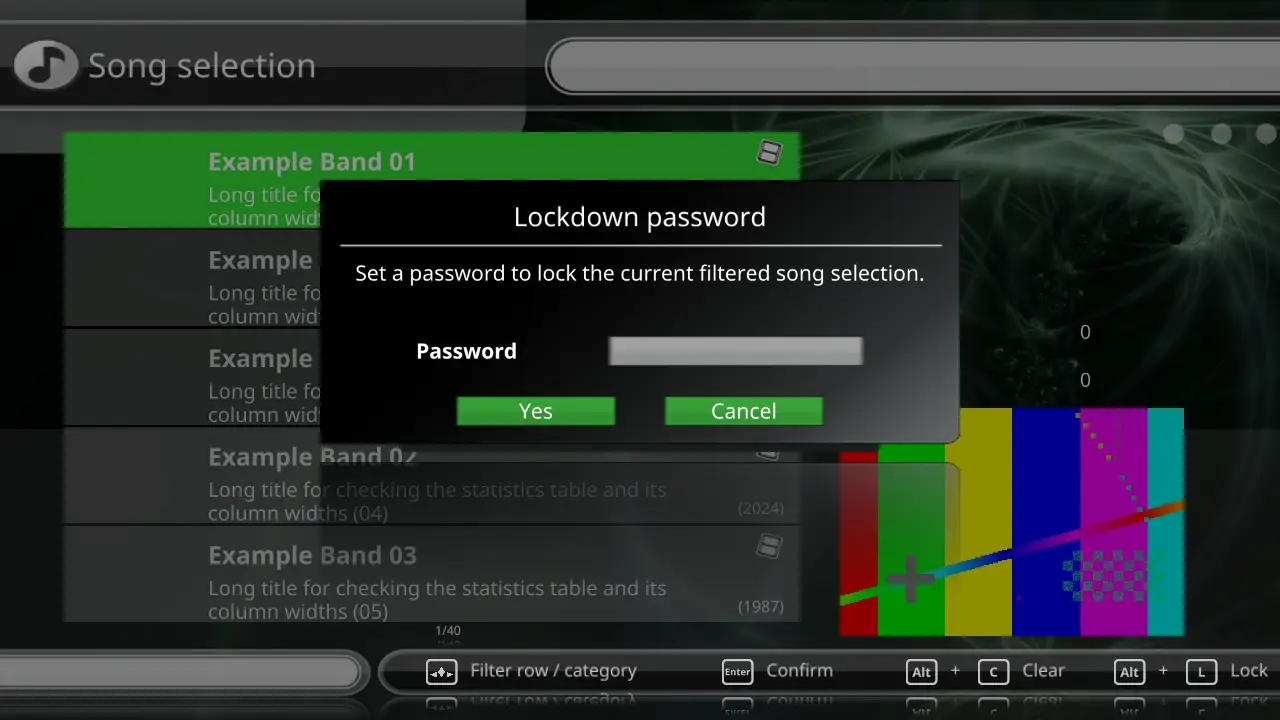 Song selection
Example Band 01
Long title fo
column wid
Example
Long title fo
column widt
Example
Long title fo
column widt
Example Band 02
Long title for checking the statistics table and its
column widths (04)
(2024)
Example Band 03
Long title for checking the statistics table and its
column widths (05)
(1987)
1/40
Lockdown password
Set a password to lock the current filtered song selection.
Password
Yes
Cancel
0
0
Filter row / category
Enter
Confirm
Alt + C Clear
Alt + L Lock